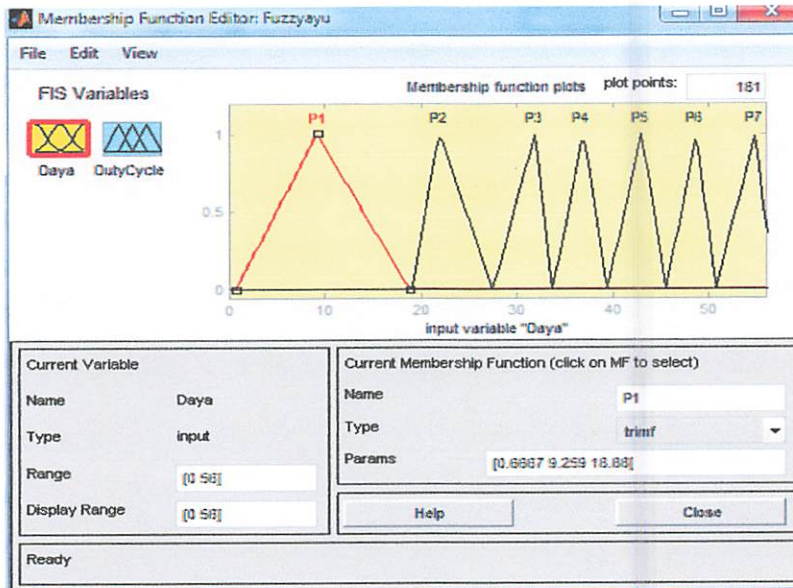 Membership Function Editor: Fuzzyayu
File Edit View
FIS Variables
Daya DutyCycle
Membership function plots plot points: 181
P1 P2 P3 P4 P5 P6 P7
1
0.5
0
0 10 20 30 40 50
input variable "Daya"
Current Variable
Name Daya
Type input
Range [0 56]
Display Range [0 56]
Current Membership Function (click on MF to select)
Name P1
Type trimf
Params [0.6667 9.259 18.88]
Help Close
Ready